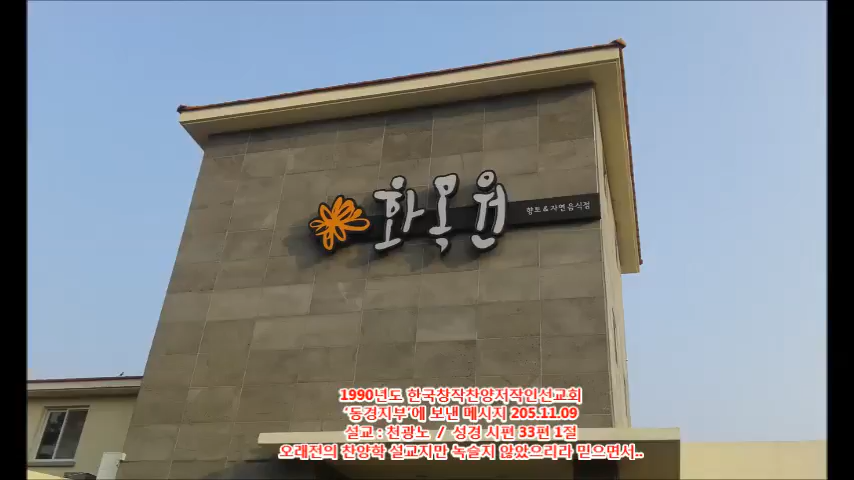 화목원
향토&자연음식점
1990년도 한국창작찬양저작인선교회
'동경지부'에 보낸 메시지 205.11.09
설교 : 천광노 / 성경 시편 33편 1절
오래전의 찬양학 설교지만 녹슬지 않았으리라 믿으면서..